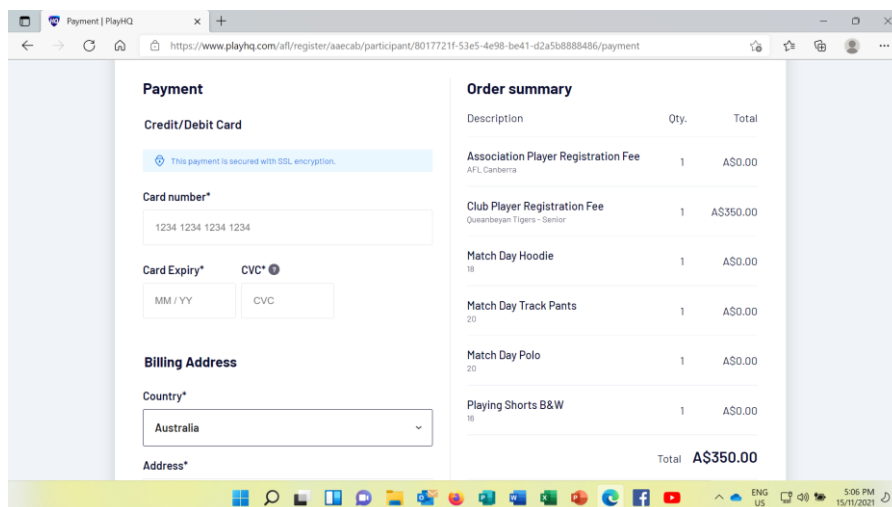 Payment | PlayHQ
https://www.playhq.com/afl/register/aaecab/participant/8017721f-53e5-4e98-be41-d2a5b8888486/payment
Payment
Credit/Debit Card
This payment is secured with SSL encryption.
Card number*
1234 1234 1234 1234
Card Expiry* CVC* ?
MM / YY CVC
Billing Address
Country*
Australia
Address*
Order summary
Description Qty. Total
Association Player Registration Fee 1 A$0.00
AFL Canberra
Club Player Registration Fee 1 A$350.00
Queanbeyan Tigers - Senior
Match Day Hoodie 1 A$0.00
18
Match Day Track Pants 1 A$0.00
20
Match Day Polo 1 A$0.00
20
Playing Shorts B&W 1 A$0.00
16
Total A$350.00
ENG
US
5:06 PM
15/11/2021